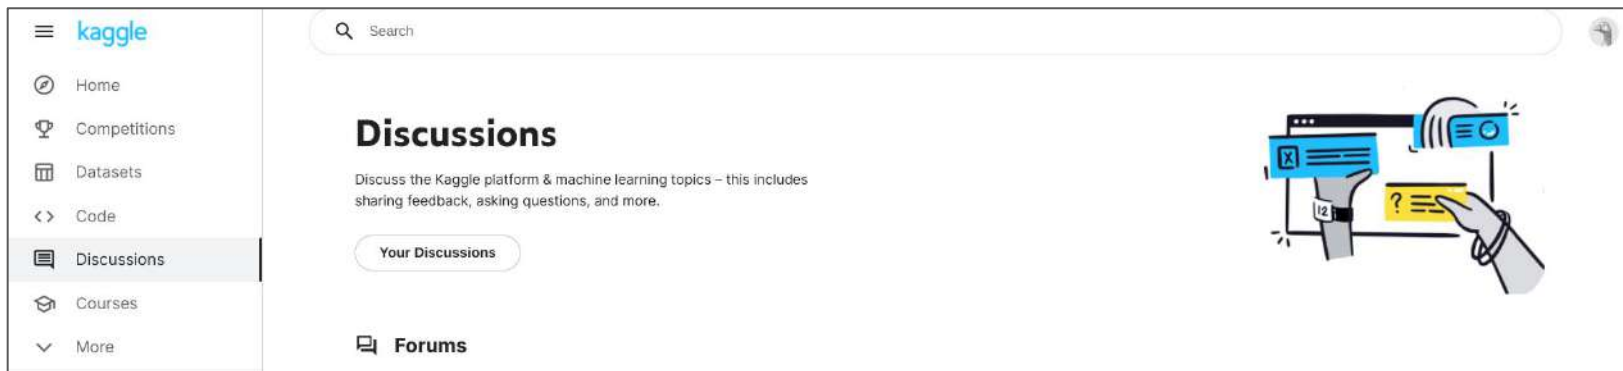 kaggle
Search
Home
Competitions
Datasets
Code
Discussions
Courses
More
Discussions
Discuss the Kaggle platform & machine learning topics – this includes
sharing feedback, asking questions, and more.
Your Discussions
Forums
X
?
12